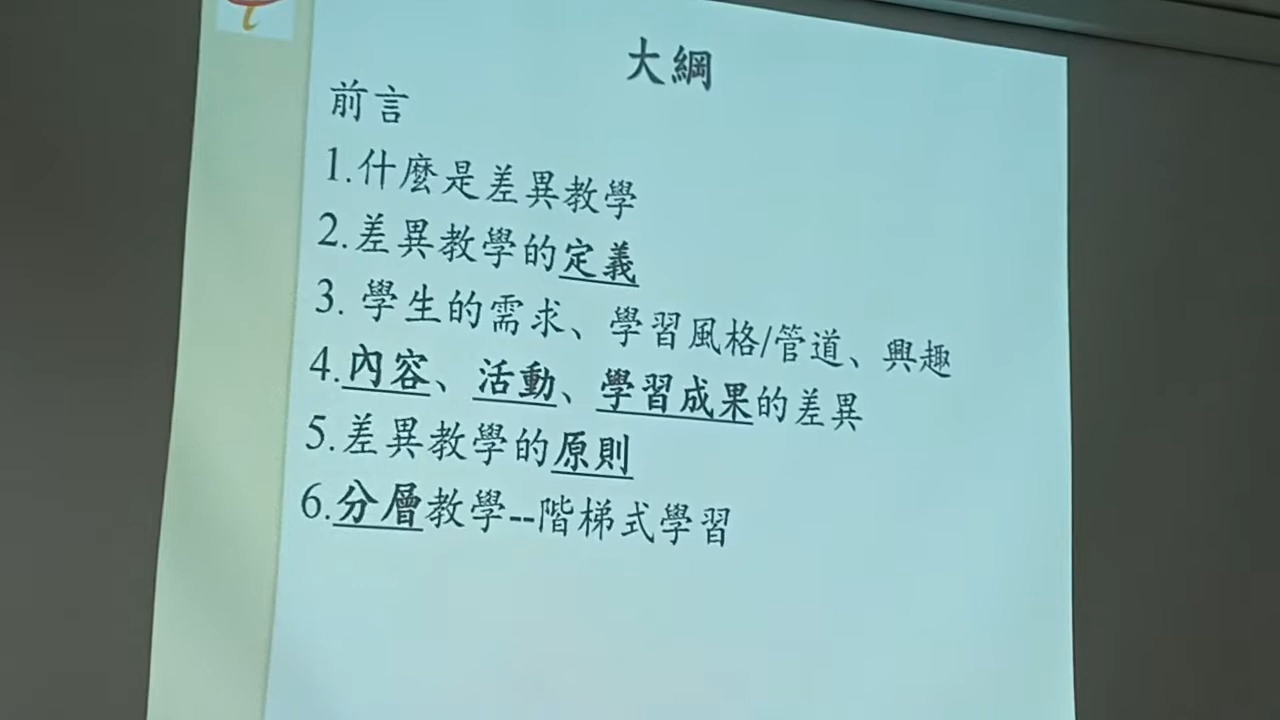 大綱
前言
1.什麼是差異教學
2.差異教學的定義
3. 學生的需求、學習風格/管道、興趣
4.內容、活動、學習成果的差異
5.差異教學的原則
6.分層教學--階梯式學習